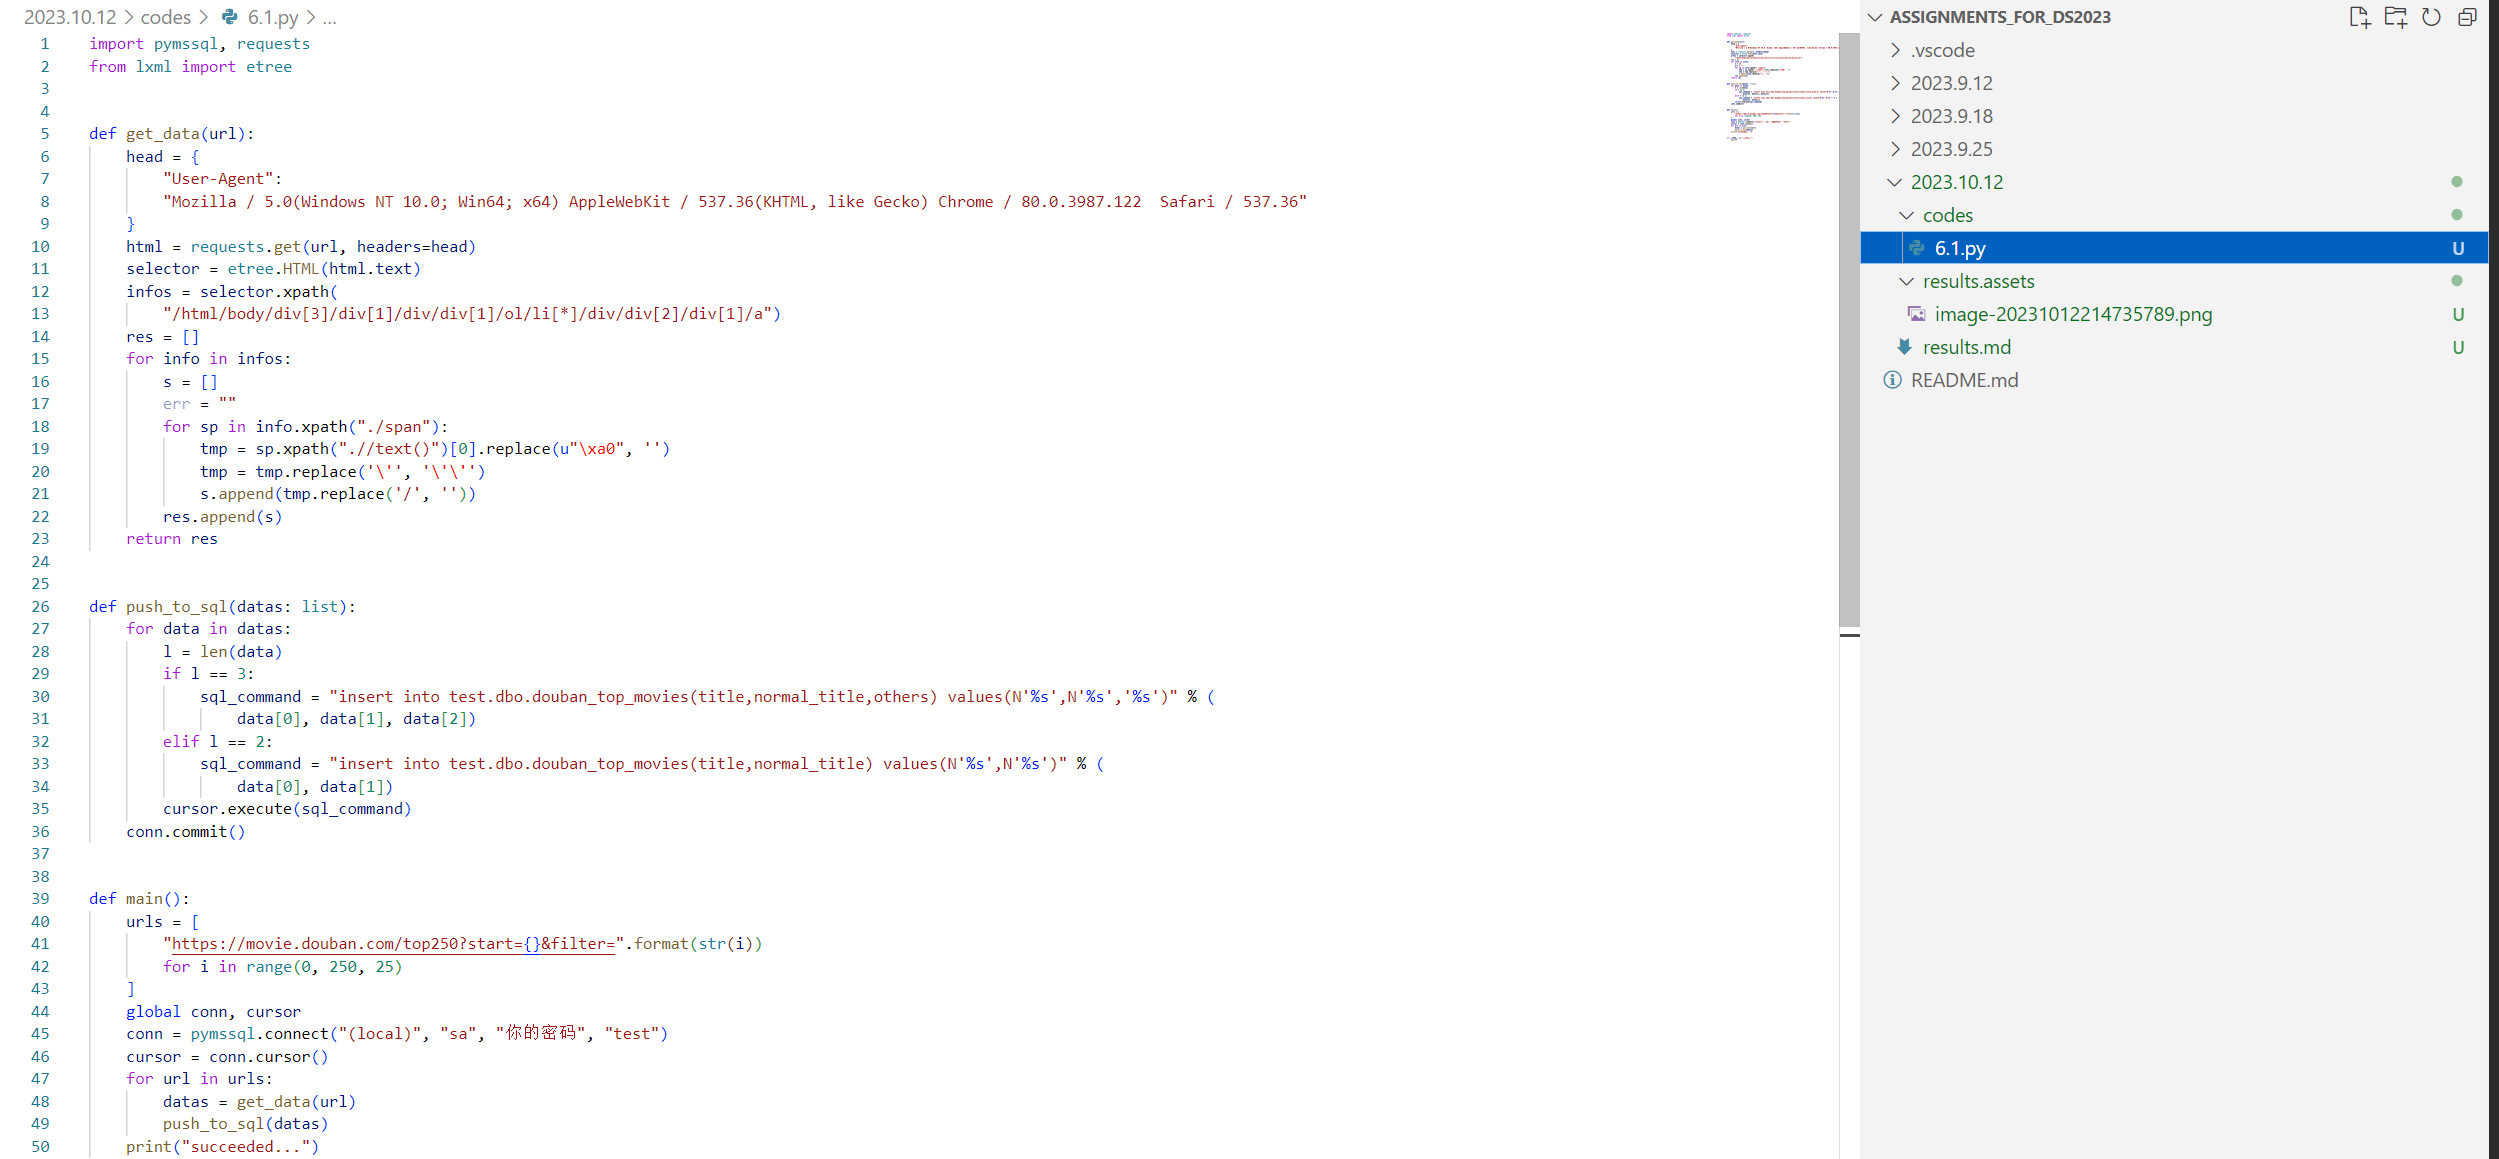 2023.10.12 > codes > 6.1.py > ...
1 import pymssql, requests
2 from lxml import etree
3
4
5 def get_data(url):
6 head = {
7 "User-Agent":
8 "Mozilla / 5.0(Windows NT 10.0; Win64; x64) AppleWebKit / 537.36(KHTML, like Gecko) Chrome / 80.0.3987.122  Safari / 537.36"
9 }
10 html = requests.get(url, headers=head)
11 selector = etree.HTML(html.text)
12 infos = selector.xpath(
13 "/html/body/div[3]/div[1]/div/div[1]/ol/li[*]/div/div[2]/div[1]/a")
14 res = []
15 for info in infos:
16 s = []
17 err = ""
18 for sp in info.xpath("./span"):
19 tmp = sp.xpath(".//text()")[0].replace(u"\xa0", '')
20 tmp = tmp.replace('\'', '\'\'')
21 s.append(tmp.replace('/', ''))
22 res.append(s)
23 return res
24
25
26 def push_to_sql(datas: list):
27 for data in datas:
28 l = len(data)
29 if l == 3:
30 sql_command = "insert into test.dbo.douban_top_movies(title,normal_title,others) values(N'%s',N'%s','%s')" % (
31 data[0], data[1], data[2])
32 elif l == 2:
33 sql_command = "insert into test.dbo.douban_top_movies(title,normal_title) values(N'%s',N'%s')" % (
34 data[0], data[1])
35 cursor.execute(sql_command)
36 conn.commit()
37
38
39 def main():
40 urls = [
41 "https://movie.douban.com/top250?start={}&filter=".format(str(i))
42 for i in range(0, 250, 25)
43 ]
44 global conn, cursor
45 conn = pymssql.connect("(local)", "sa", "你的密码", "test")
46 cursor = conn.cursor()
47 for url in urls:
48 datas = get_data(url)
49 push_to_sql(datas)
50 print("succeeded...")
ASSIGNMENTS_FOR_DS2023
.vscode
2023.9.12
2023.9.18
2023.9.25
2023.10.12
codes
6.1.py U
results.assets
image-20231012214735789.png U
results.md U
README.md